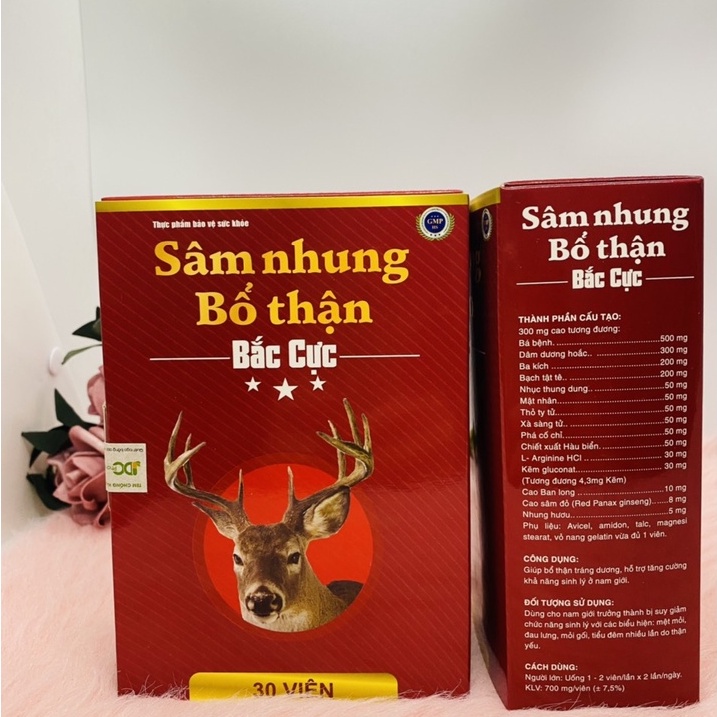 Thực phẩm bảo vệ sức khỏe
GMP
Sâm nhung
Bổ thận
Bắc Cực
30 VIÊN
TEM CHỐNG
Sâm nhung
Bổ thận
Bắc Cực
THÀNH PHẦN CẤU TẠO:
300 mg cao tương đương:
Bá bệnh..............................500 mg
Dâm dương hoắc.. ................300 mg
Ba kích ..............................200 mg
Bạch tật tê...........................200 mg
Nhục thung dung....................50 mg
Mật nhân..............................50 mg
Thỏ ty tử..............................50 mg
Xà sàng tử.. .........................50 mg
Phá cố chỉ............................50 mg
Chiết xuất Hàu biển................50 mg
L- Arginine HCl .....................30 mg
Kẽm gluconat........................30 mg
(Tương đương 4,3mg Kẽm)
Cao Ban long ........................10 mg
Cao sâm đỏ (Red Panax ginseng)......8 mg
Nhung hươu..........................5 mg
Phụ liệu: Avicel, amidon, talc, magnesi
stearat, vỏ nang gelatin vừa đủ 1 viên.
CÔNG DỤNG:
Giúp bổ thận tráng dương, hỗ trợ tăng cường
khả năng sinh lý ở nam giới.
ĐỐI TƯỢNG SỬ DỤNG:
Dùng cho nam giới trưởng thành bị suy giảm
chức năng sinh lý với các biểu hiện: mệt mỏi,
đau lưng, mỏi gối, tiểu đêm nhiều lần do thận
yếu.
CÁCH DÙNG:
Người lớn: Uống 1 - 2 viên/lần x 2 lần/ngày.
KLV: 700 mg/viên (± 7,5%)